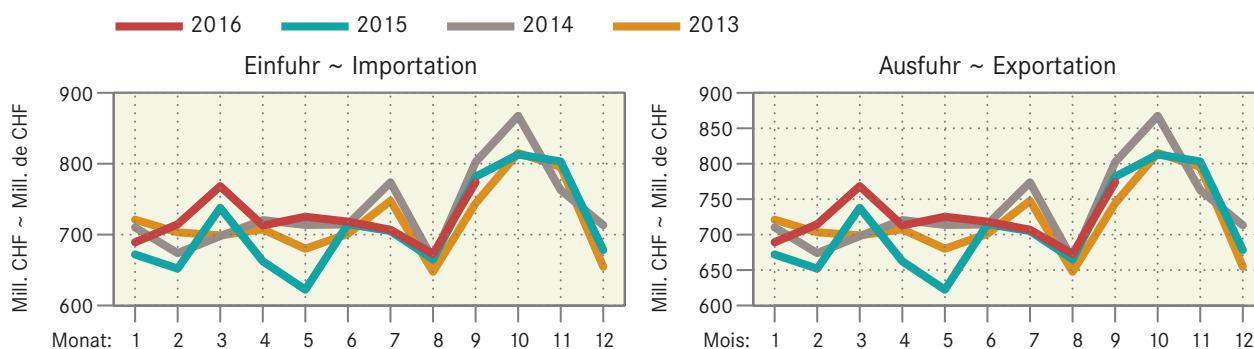 2016 2015 2014 2013
Einfuhr ~ Importation
Mill. CHF ~ Mill. de CHF
900
800
700
600
Monat: 1 2 3 4 5 6 7 8 9 10 11 12
Ausfuhr ~ Exportation
Mill. CHF ~ Mill. de CHF
900
850
800
750
700
650
600
Mois: 1 2 3 4 5 6 7 8 9 10 11 12